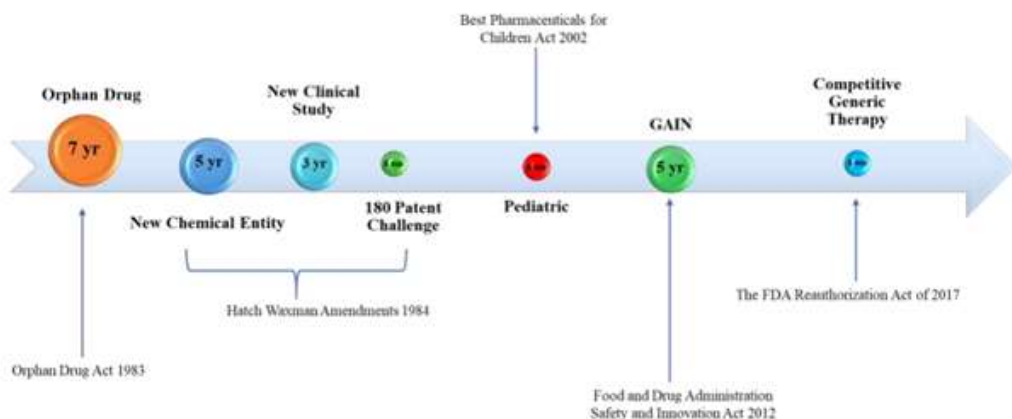 Best Pharmaceuticals for
Children Act 2002
Orphan Drug
New Clinical
Study
GAIN
Competitive
Generic
Therapy
7 yr
5 yr
3 yr
5 yr
New Chemical Entity
180 Patent
Challenge
Pediatric
Hatch Waxman Amendments 1984
The FDA Reauthorization Act of 2017
Orphan Drug Act 1983
Food and Drug Administration
Safety and Innovation Act 2012